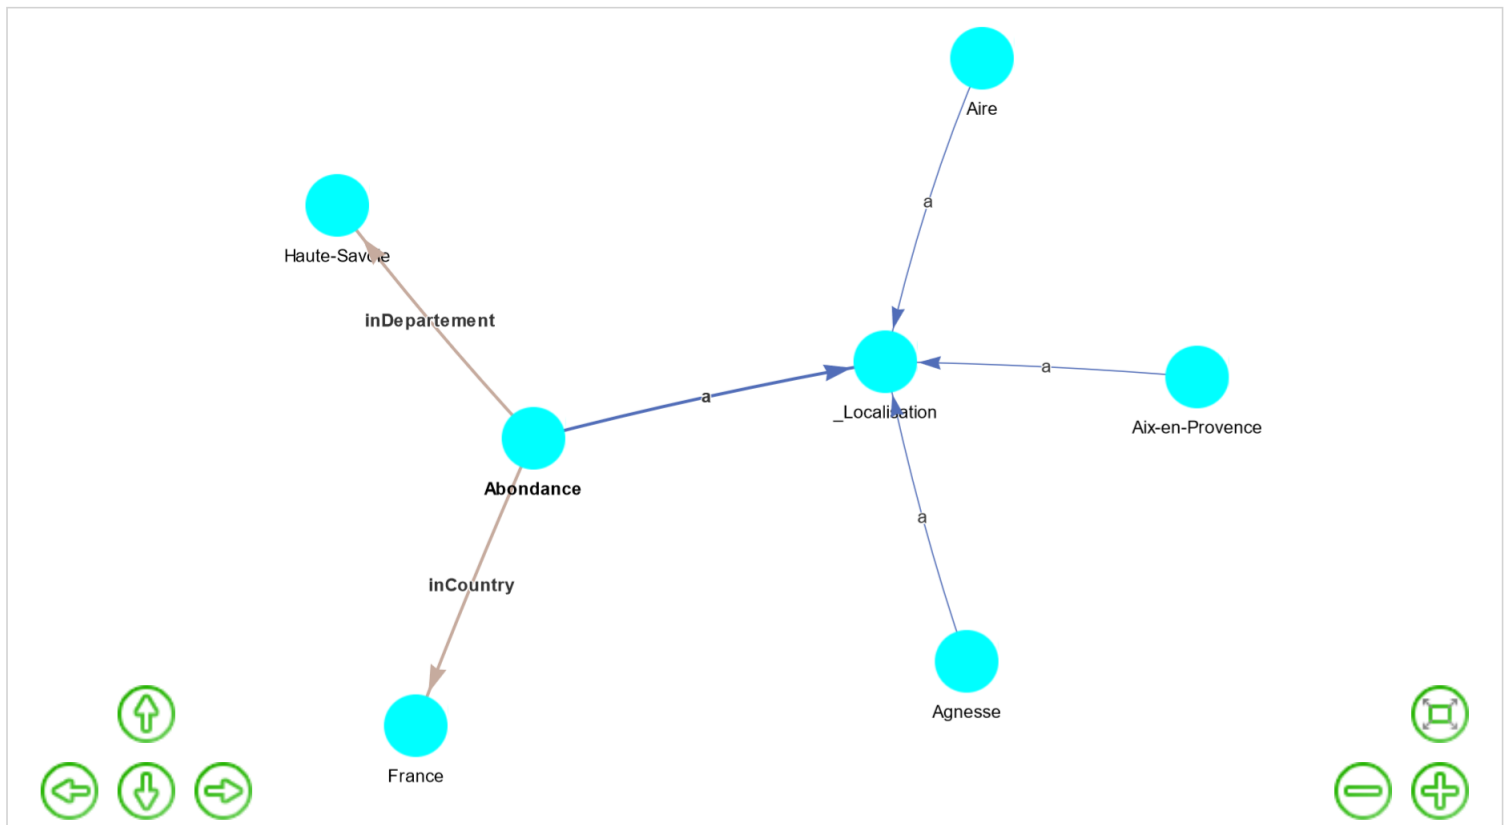 Aire
a
Haute-Savoie
inDepartement
a
a
_Localisation
Aix-en-Provence
Abondance
a
inCountry
Agnesse
France